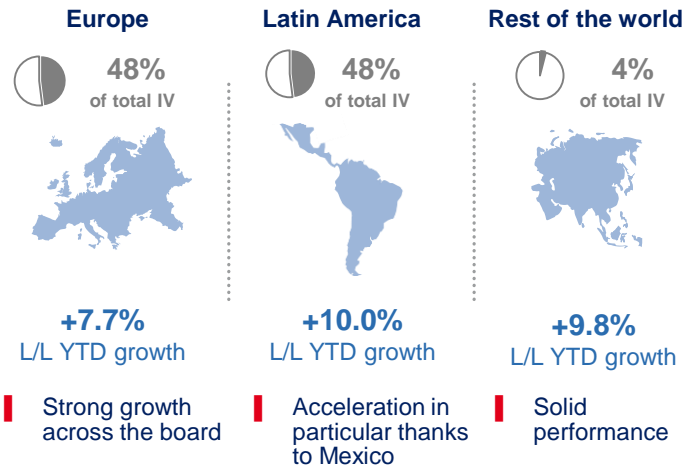 Europe
48%
of total IV
+7.7%
L/L YTD growth
Strong growth
across the board
Latin America
48%
of total IV
+10.0%
L/L YTD growth
Acceleration in
particular thanks
to Mexico
Rest of the world
4%
of total IV
+9.8%
L/L YTD growth
Solid
performance